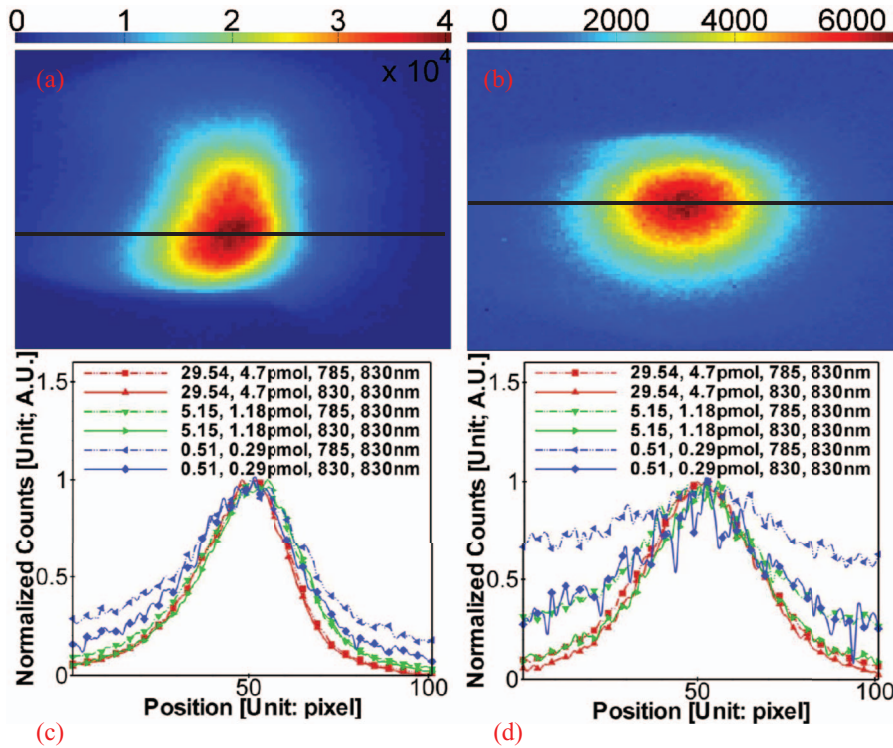 0 1 2 3 4
x 10⁴
(a)
0 2000 4000 6000
(b)
Normalized Counts [Unit; A.U.]
1.5
1
0.5
0
29.54, 4.7pmol, 785, 830nm
29.54, 4.7pmol, 830, 830nm
5.15, 1.18pmol, 785, 830nm
5.15, 1.18pmol, 830, 830nm
0.51, 0.29pmol, 785, 830nm
0.51, 0.29pmol, 830, 830nm
50 100
Position [Unit: pixel]
(c)
Normalized Counts [Unit; A.U.]
1.5
1
0.5
0
29.54, 4.7pmol, 785, 830nm
29.54, 4.7pmol, 830, 830nm
5.15, 1.18pmol, 785, 830nm
5.15, 1.18pmol, 830, 830nm
0.51, 0.29pmol, 785, 830nm
0.51, 0.29pmol, 830, 830nm
50 100
Position [Unit: pixel]
(d)